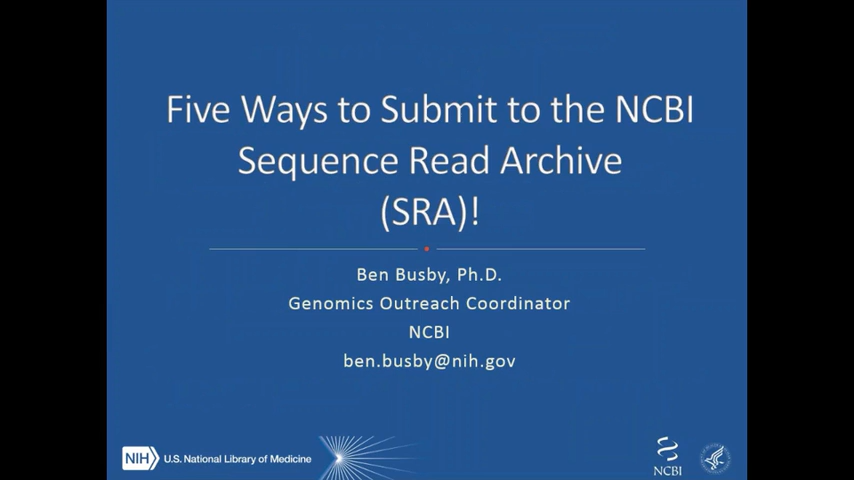 Five Ways to Submit to the NCBI
Sequence Read Archive
(SRA)!
Ben Busby, Ph.D.
Genomics Outreach Coordinator
NCBI
ben.busby@nih.gov
NIH U.S. National Library of Medicine
NCBI